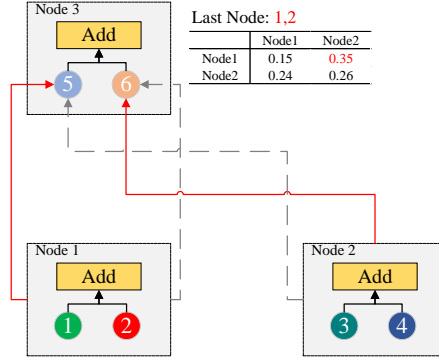 Node 3
Add
5 6
Last Node: 1,2
Node1 Node2
Node1 0.15 0.35
Node2 0.24 0.26
Node 1
Add
1 2
Node 2
Add
3 4